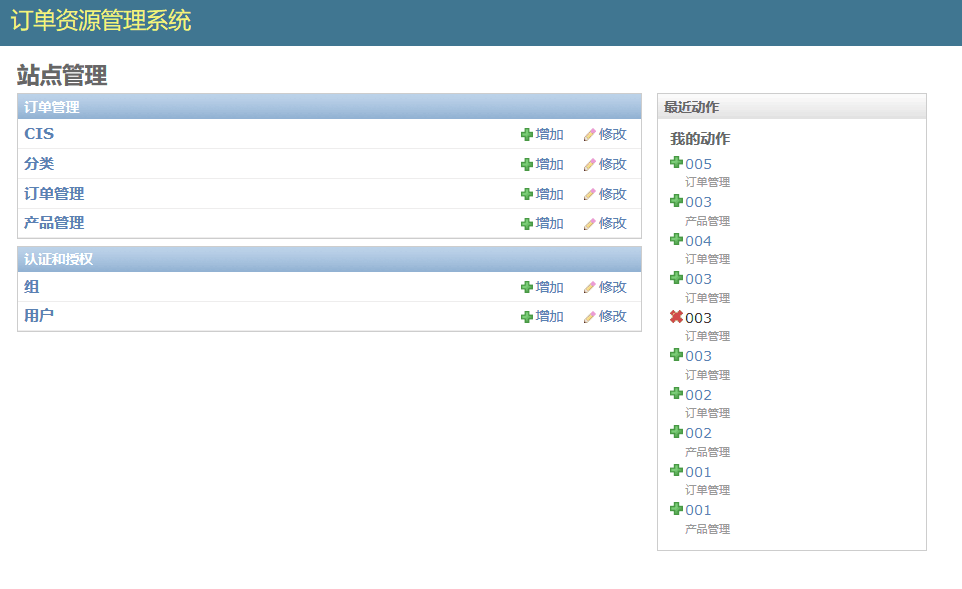 订单资源管理系统
站点管理
订单管理
CIS 增加 修改
分类 增加 修改
订单管理 增加 修改
产品管理 增加 修改
认证和授权
组 增加 修改
用户 增加 修改
最近动作
我的动作
005
订单管理
003
产品管理
004
订单管理
003
订单管理
003
订单管理
003
订单管理
002
订单管理
002
产品管理
001
订单管理
001
产品管理